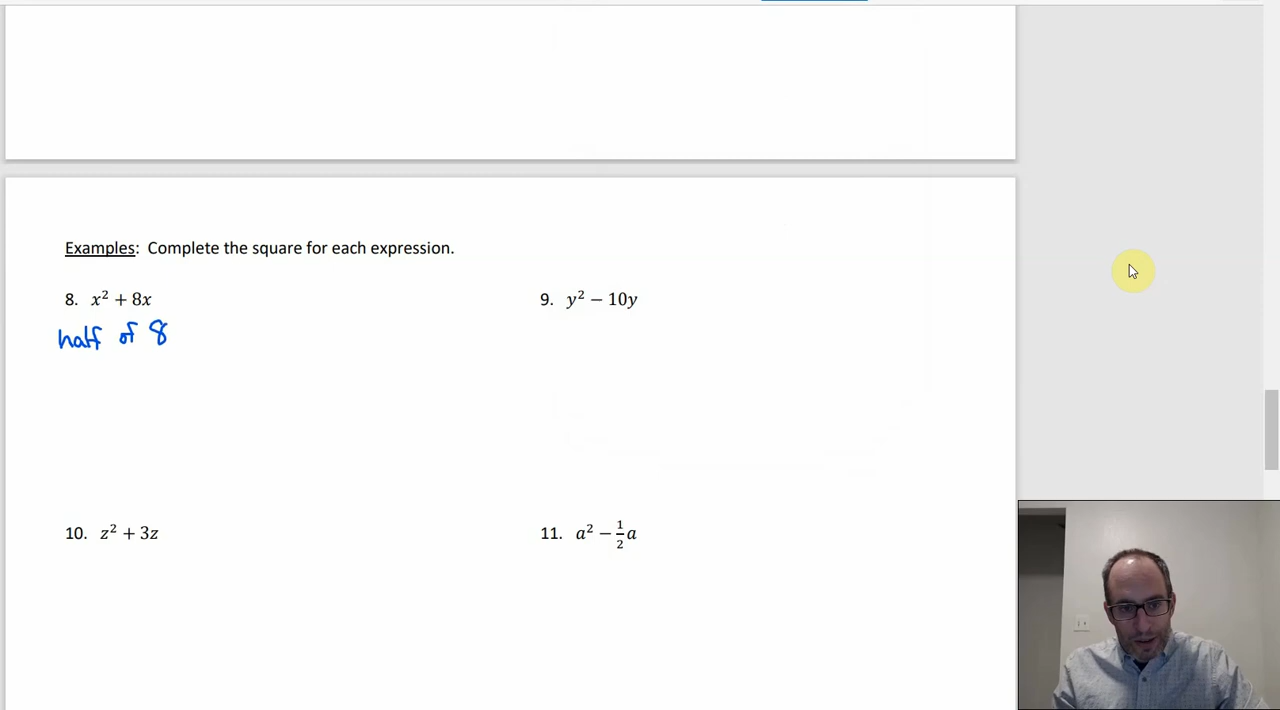 Examples: Complete the square for each expression.
8. x² + 8x
9. y² − 10y
half of 8
10. z² + 3z
11. a² − 1/2 a